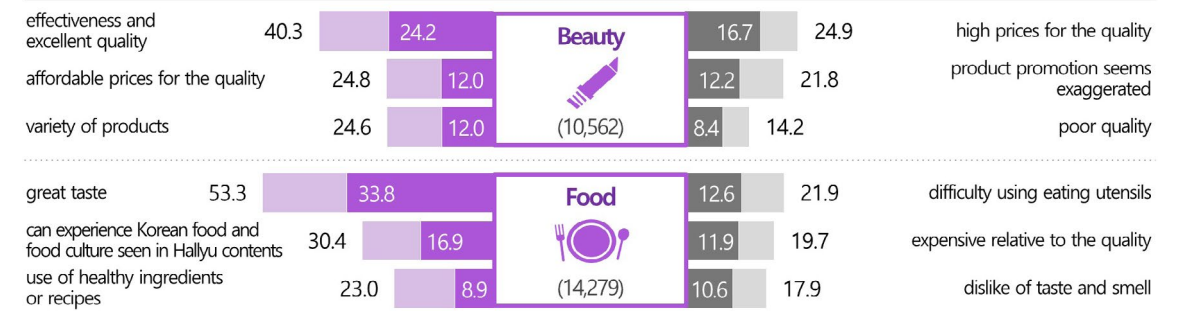 effectiveness and
excellent quality
40.3
24.2
Beauty
16.7
24.9
high prices for the quality
affordable prices for the quality
24.8
12.0
12.2
21.8
product promotion seems
exaggerated
variety of products
24.6
12.0
(10,562)
8.4
14.2
poor quality
great taste
53.3
33.8
Food
12.6
21.9
difficulty using eating utensils
can experience Korean food and
food culture seen in Hallyu contents
30.4
16.9
11.9
19.7
expensive relative to the quality
use of healthy ingredients
or recipes
23.0
8.9
(14,279)
10.6
17.9
dislike of taste and smell